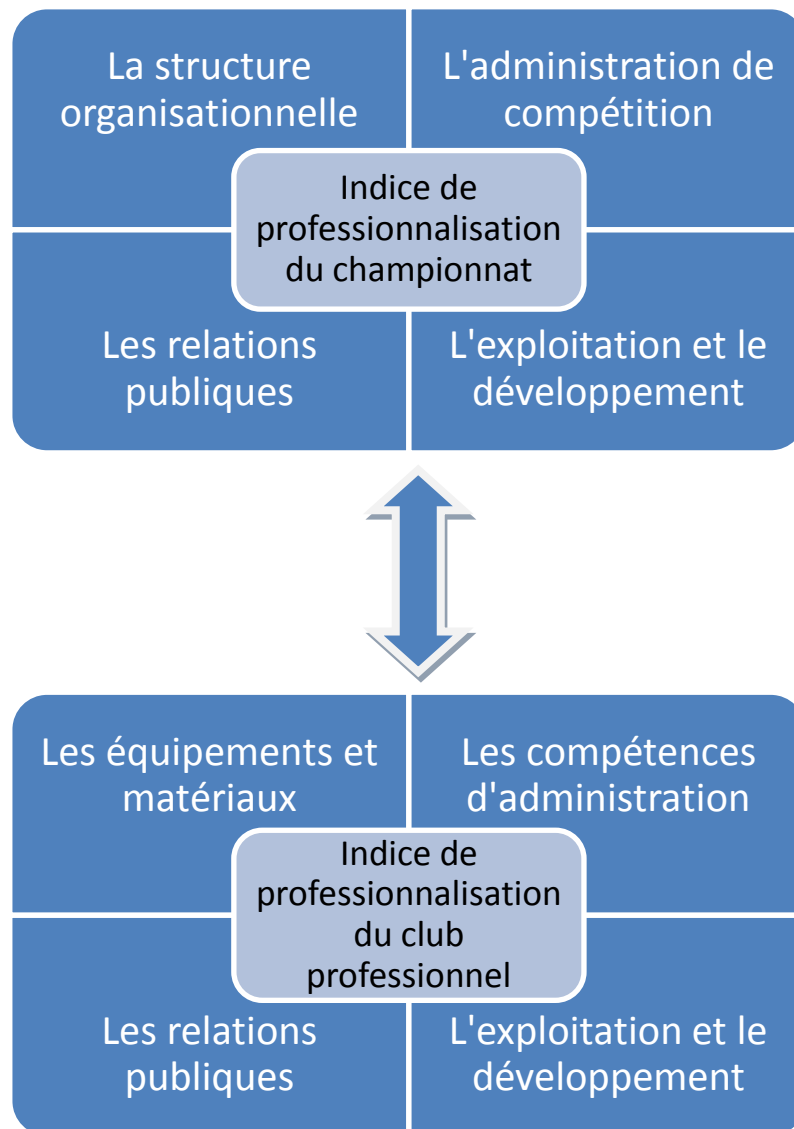 La structure
organisationnelle
L'administration de
compétition
Indice de
professionnalisation
du championnat
Les relations
publiques
L'exploitation et le
développement
Les équipements et
matériaux
Les compétences
d'administration
Indice de
professionnalisation
du club
professionnel
Les relations
publiques
L'exploitation et le
développement